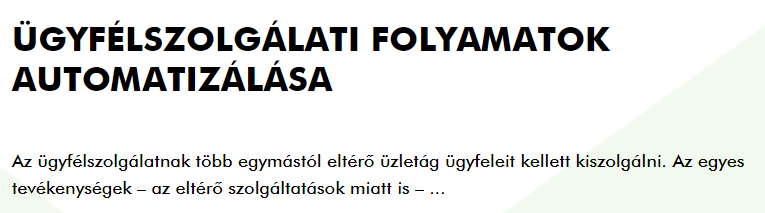 ÜGYFÉLSZOLGÁLATI FOLYAMATOK
AUTOMATIZÁLÁSA
Az ügyfélszolgálatnak több egymástól eltérő üzletág ügyfeleit kellett kiszolgálni. Az egyes
tevékenységek – az eltérő szolgáltatások miatt is – ...